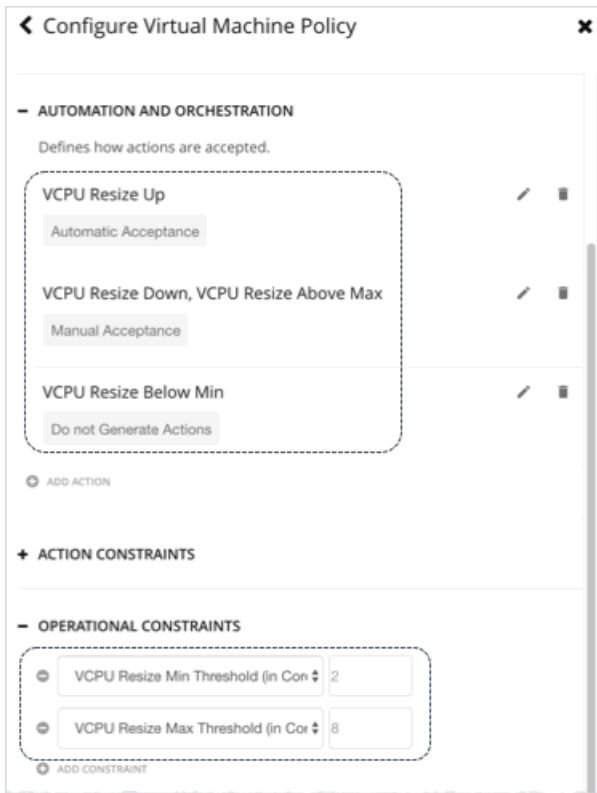 Configure Virtual Machine Policy
AUTOMATION AND ORCHESTRATION
Defines how actions are accepted.
VCPU Resize Up
Automatic Acceptance
VCPU Resize Down, VCPU Resize Above Max
Manual Acceptance
VCPU Resize Below Min
Do not Generate Actions
ADD ACTION
ACTION CONSTRAINTS
OPERATIONAL CONSTRAINTS
VCPU Resize Min Threshold (in Cor 2
VCPU Resize Max Threshold (in Cor 8
ADD CONSTRAINT